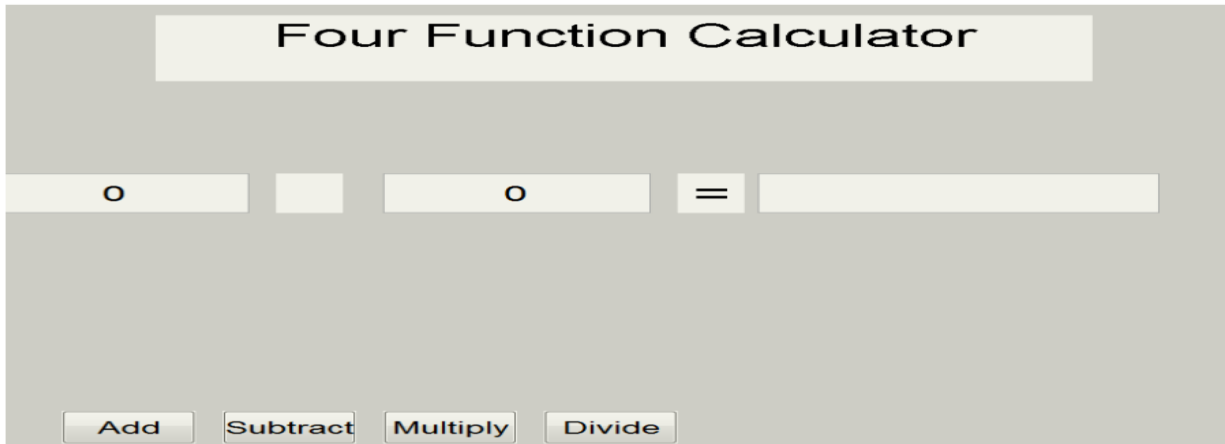 Four Function Calculator
0 0 =
Add Subtract Multiply Divide